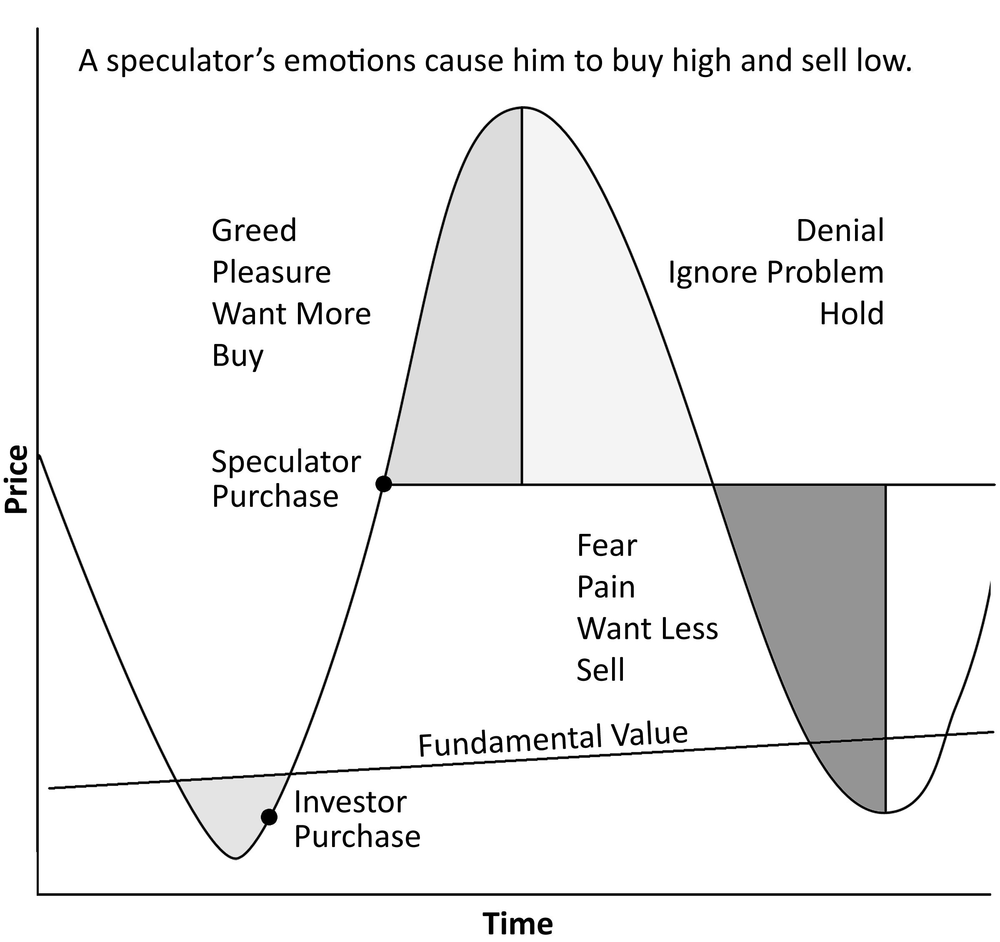 A speculator’s emotions cause him to buy high and sell low.
Greed
Pleasure
Want More
Buy
Denial
Ignore Problem
Hold
Speculator
Purchase
Price
Fear
Pain
Want Less
Sell
Fundamental Value
Investor
Purchase
Time